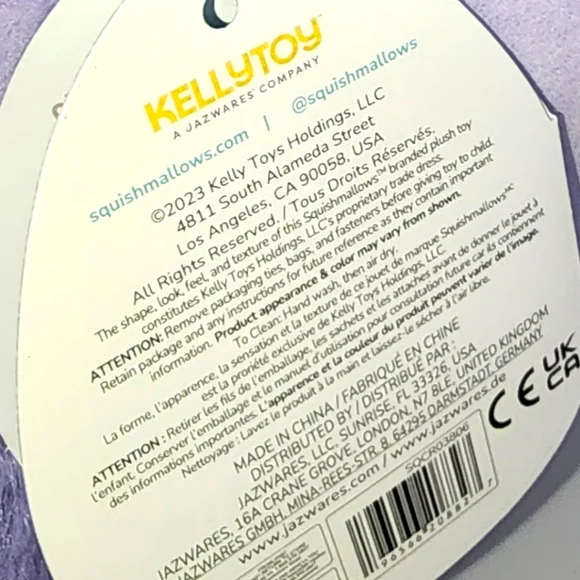 KELLYTOY™
A JAZWARES COMPANY
squishmallows.com | @squishmallows
©2023 Kelly Toys Holdings, LLC
4811 South Alameda Street
Los Angeles, CA 90058, USA
All Rights Reserved. / Tous Droits Réservés.
The shape, look, feel, and texture of this Squishmallows™ branded plush toy
constitutes Kelly Toys Holdings, LLC's proprietary trade dress.
ATTENTION: Remove packaging ties, bags, and fasteners before giving toy to child.
Retain package and any instructions for future reference as they contain important
information. Product appearance & color may vary from shown.
To Clean: Hand wash, then air dry.
La forme, l'apparence, la sensation et la texture de ce jouet de marque Squishmallows MC
est la propriété exclusive de Kelly Toys Holdings, LLC
ATTENTION : Retirer les fils de l'emballage, les sachets et les attaches avant de donner le jouet à
l'enfant. Conserver l'emballage et le manuel d'utilisation pour consultation future car ils contiennent
des informations importantes. L'apparence et la couleur du produit peuvent varier de l'image.
Nettoyage : Lavez le produit à la main et laissez-le sécher à l'air libre.
MADE IN CHINA / FABRIQUÉ EN CHINE
DISTRIBUTED BY / DISTRIBUÉ PAR :
JAZWARES, LLC SUNRISE, FL 33326, USA
JAZWARES, 16A CRANE GROVE, LONDON, N7 8LE, UNITED KINGDOM
JAZWARES GMBH, MINA-REES-STR. 8, 64295 DARMSTADT, GERMANY
www.jazwares.com / www.jazwares.de
CE UK CA
SQCR03806